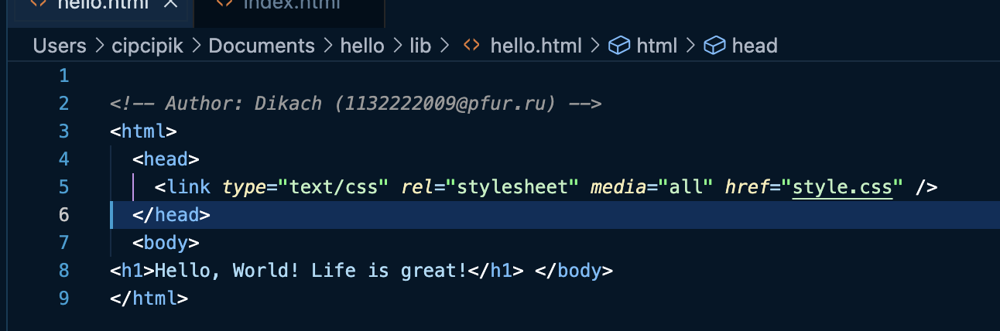 hello.html × index.html
Users > cipcipik > Documents > hello > lib > <> hello.html > html > head
1
2 <!-- Author: Dikach (1132222009@pfur.ru) -->
3 <html>
4 <head>
5 <link type="text/css" rel="stylesheet" media="all" href="style.css" />
6 </head>
7 <body>
8 <h1>Hello, World! Life is great!</h1> </body>
9 </html>